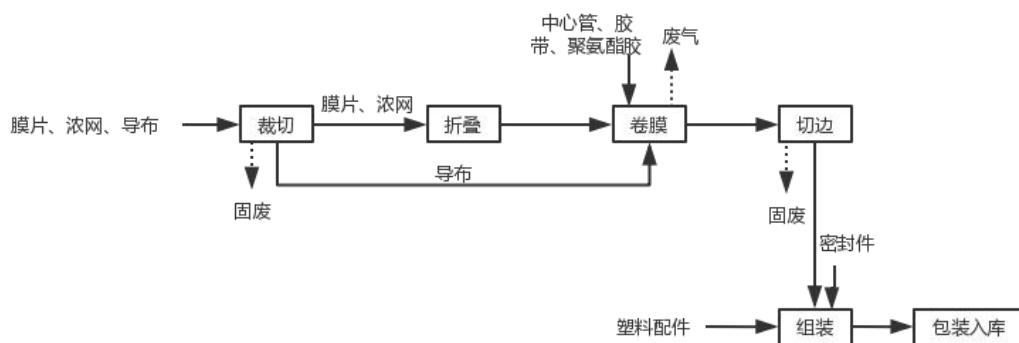 中心管、胶
带、聚氨酯胶
废气
膜片、浓网、导布
裁切
膜片、浓网
折叠
卷膜
切边
导布
固废
固废
密封件
塑料配件
组装
包装入库